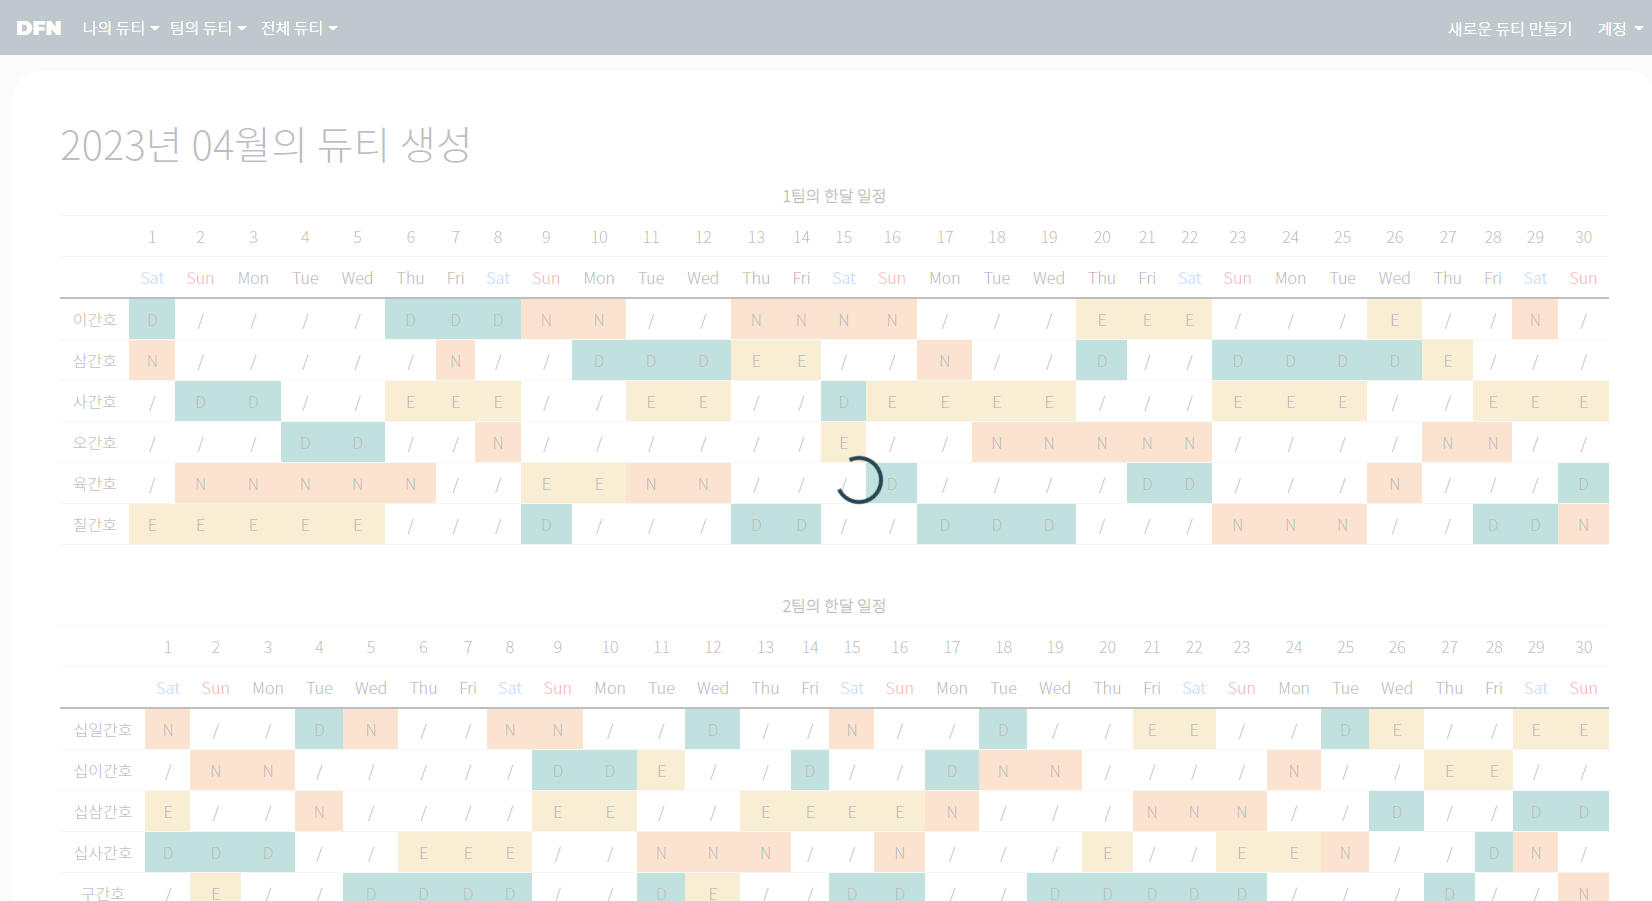 DFN 나의 듀티 팀의 듀티 전체 듀티 새로운 듀티 만들기 계정
2023년 04월의 듀티 생성
1팀의 한달 일정
1 2 3 4 5 6 7 8 9 10 11 12 13 14 15 16 17 18 19 20 21 22 23 24 25 26 27 28 29 30
Sat Sun Mon Tue Wed Thu Fri Sat Sun Mon Tue Wed Thu Fri Sat Sun Mon Tue Wed Thu Fri Sat Sun Mon Tue Wed Thu Fri Sat Sun
이간호 D / / / / D D D N N / / N N N N / / / E E E / / / E / / N /
삼간호 N / / / / / N / / D D D E E / / N / / D / / D D D D E / / /
사간호 / D D / / E E E / / E E / / D E E E E / / / E E E / / E E E
오간호 / / / D D / / N / / / / / / E / / N N N N N / / / / N N / /
육간호 / N N N N N / / E E N N / / / D / / / / D D / / / N / / / D
칠간호 E E E E E / / / D / / / D D / / D D D / / / N N N / / D D N
2팀의 한달 일정
1 2 3 4 5 6 7 8 9 10 11 12 13 14 15 16 17 18 19 20 21 22 23 24 25 26 27 28 29 30
Sat Sun Mon Tue Wed Thu Fri Sat Sun Mon Tue Wed Thu Fri Sat Sun Mon Tue Wed Thu Fri Sat Sun Mon Tue Wed Thu Fri Sat Sun
십일간호 N / / D N / / N N / / D / / N / / D / / E E / / D E / / E E
십이간호 / N N / / / / / D D E / / D / / D N N / / / / N / / E E / /
십삼간호 E / / N / / / / E E / / E E E E N / / / N N N / / D / / D D
십사간호 D D D / / E E E / / N N N / / N / / / E / / E E N / / D N /
구간호 / E / / D D D D / / D E / / D D / / D D D D D / / / D / / N